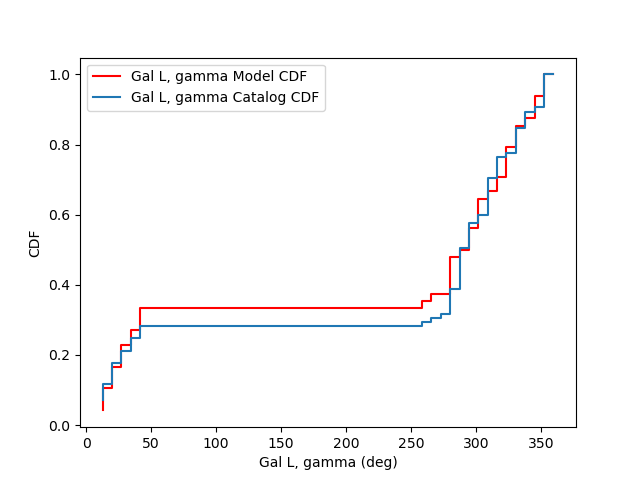 Gal L, gamma Model CDF
Gal L, gamma Catalog CDF
1.0
0.8
0.6
0.4
0.2
0.0
CDF
0 50 100 150 200 250 300 350
Gal L, gamma (deg)